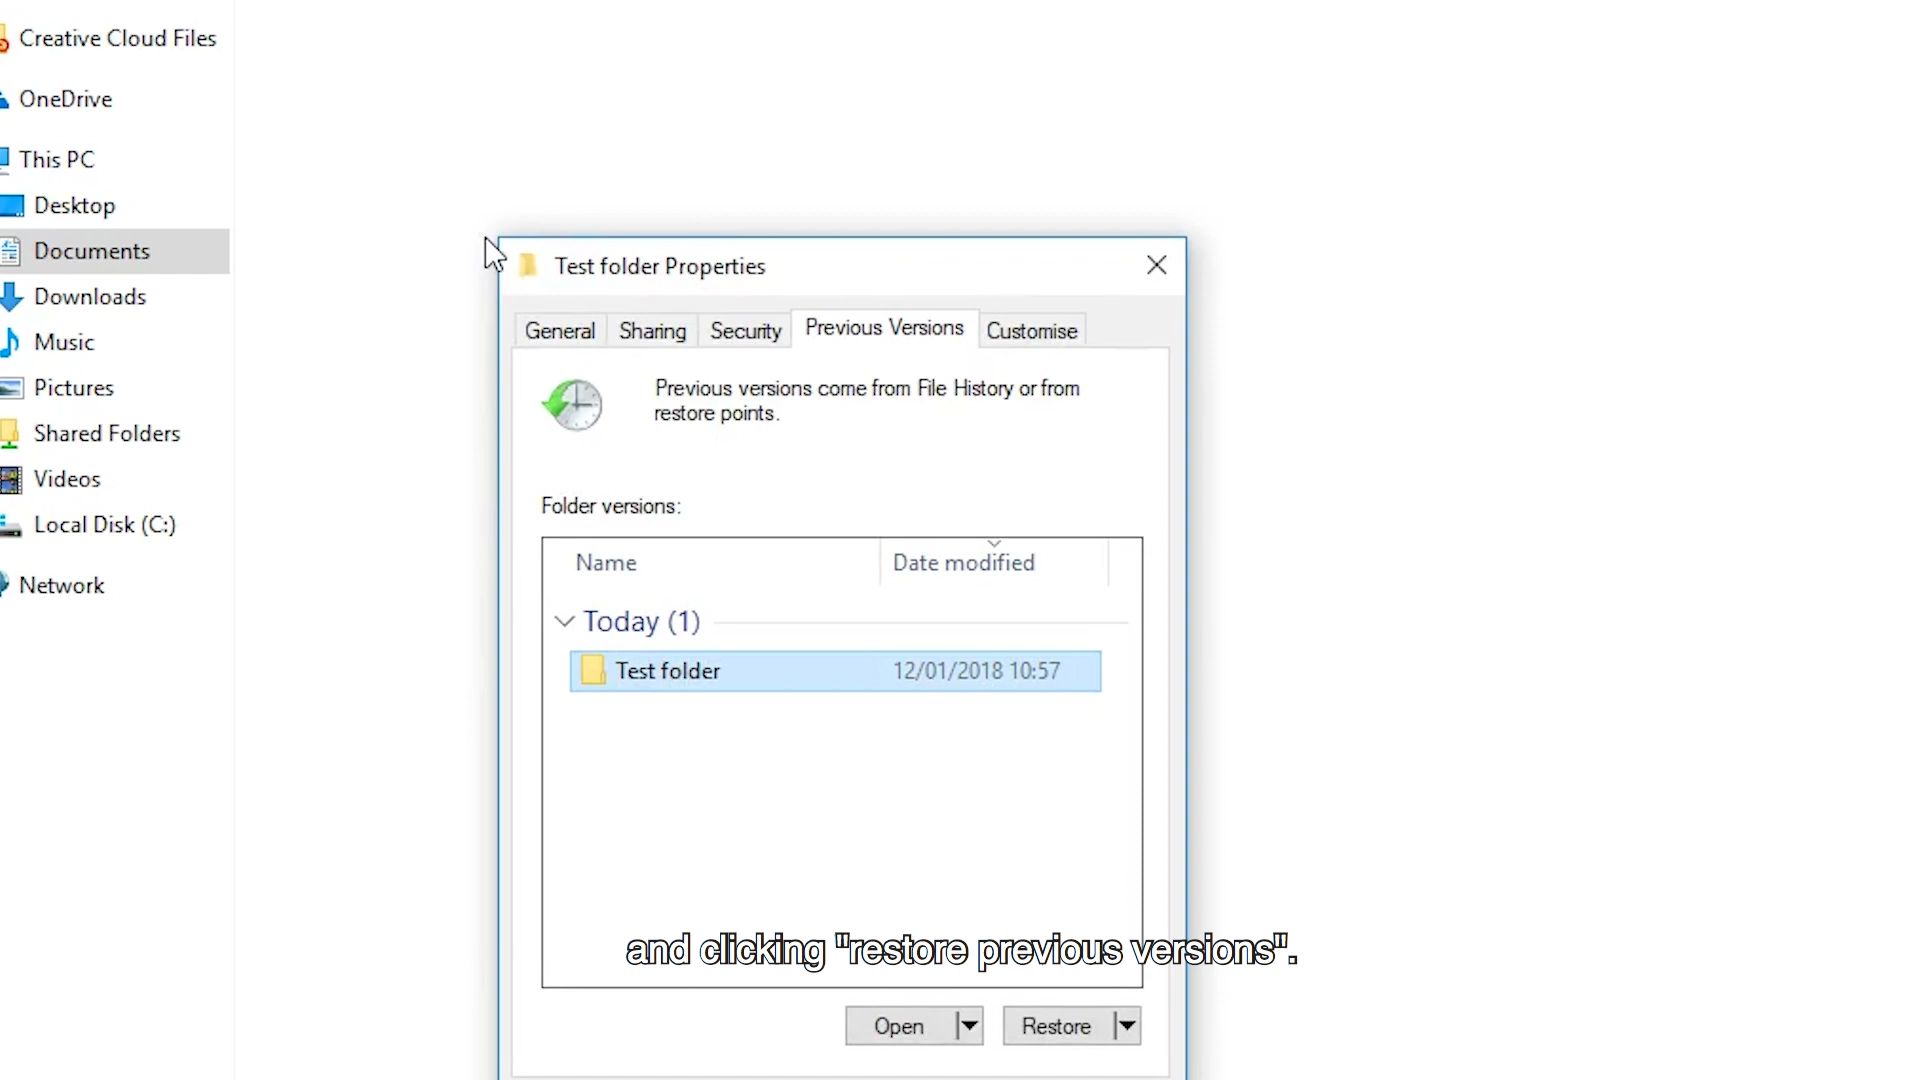 Creative Cloud Files
OneDrive
This PC
Desktop
Documents
Downloads
Music
Pictures
Shared Folders
Videos
Local Disk (C:)
Network
Test folder Properties
General Sharing Security Previous Versions Customise
Previous versions come from File History or from
restore points.
Folder versions:
Name Date modified
Today (1)
Test folder 12/01/2018 10:57
and clicking "restore previous versions".
Open Restore